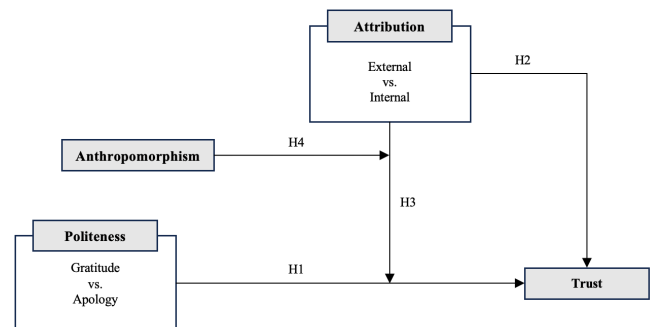 Attribution
External
vs.
Internal
H2
Anthropomorphism
H4
H3
Politeness
Gratitude
vs.
Apology
H1
Trust